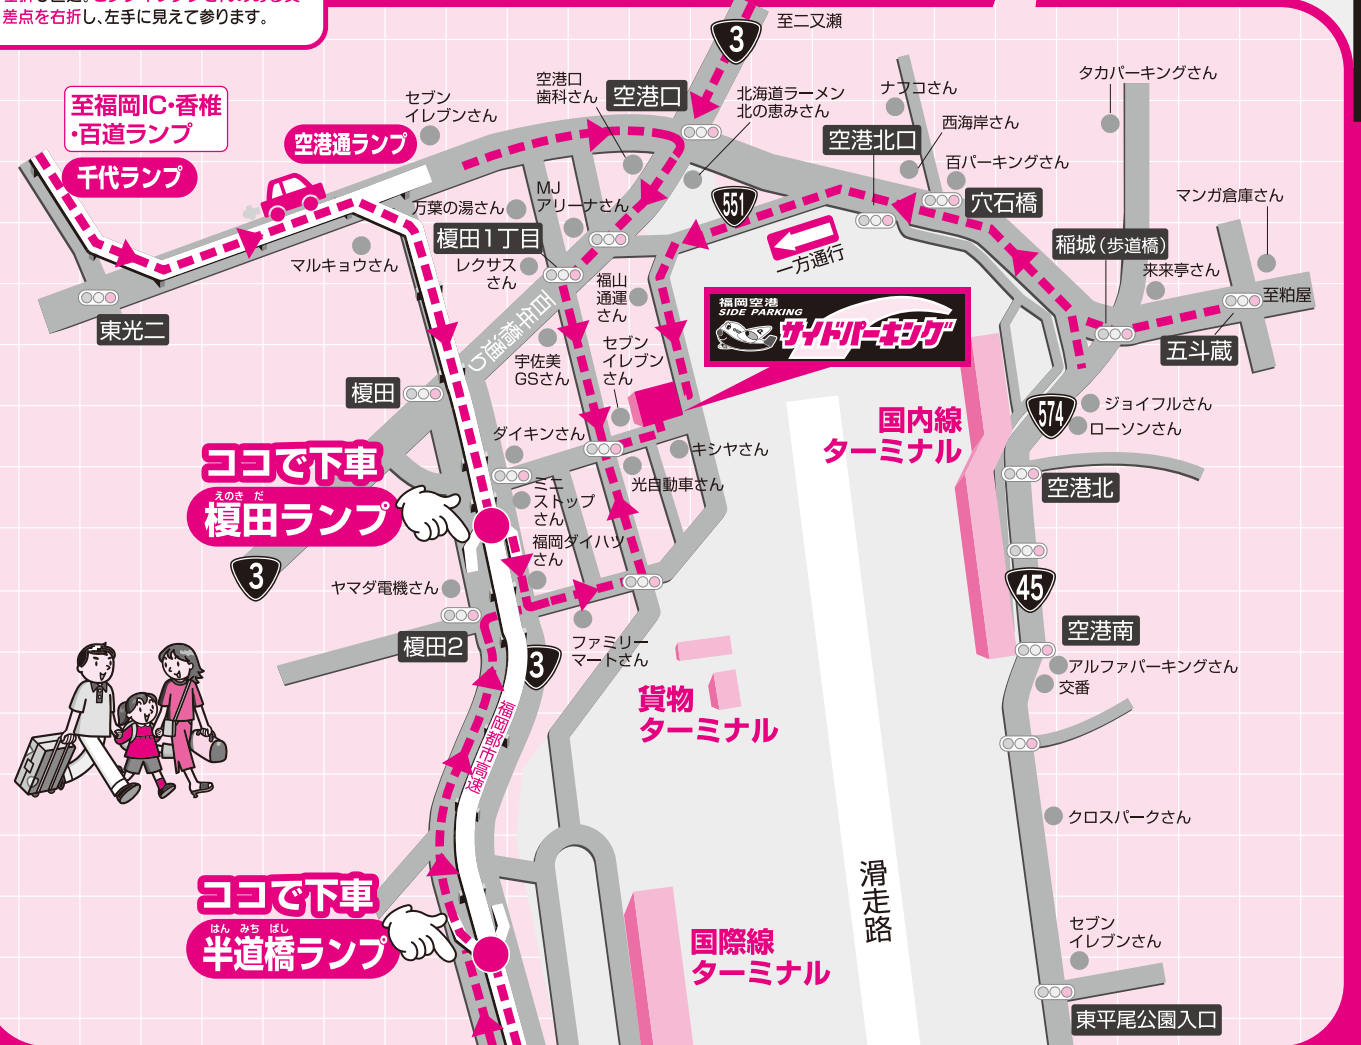 差点を右折し、左手に見えて参ります。
至二又瀬
3
至福岡IC・香椎
・百道ランプ
千代ランプ
空港通ランプ
セブン
イレブンさん
空港口
歯科さん
空港口
北海道ラーメン
北の恵みさん
ナフコさん
タカパーキングさん
空港北口
西海岸さん
百パーキングさん
穴石橋
マンガ倉庫さん
万葉の湯さん
MJ
アリーナさん
551
一方通行
稲城(歩道橋)
来来亭さん
至粕屋
五斗蔵
榎田1丁目
レクサス
さん
マルキョウさん
東光二
百年橋通り
福山
通運
さん
福岡空港
SIDE PARKING
サイドパーキング
宇佐美
GSさん
セブン
イレブン
さん
榎田
ダイキンさん
キシヤさん
光自動車さん
国内線
ターミナル
574
ジョイフルさん
ローソンさん
空港北
ココで下車
えのき だ
榎田ランプ
ミニ
ストップ
さん
福岡ダイハツ
さん
3
ヤマダ電機さん
榎田2
3
ファミリー
マートさん
45
空港南
アルファパーキングさん
交番
貨物
ターミナル
福岡都市高速
クロスパークさん
ココで下車
はん みち ばし
半道橋ランプ
滑走路
国際線
ターミナル
セブン
イレブンさん
東平尾公園入口